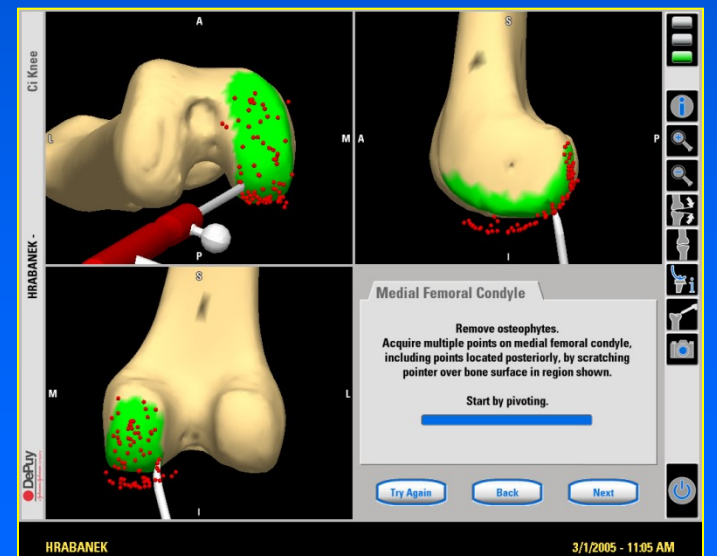 Ci Knee
HRABANEK -
DePuy
A
L
M
P
S
A
P
I
S
M
L
I
Medial Femoral Condyle
Remove osteophytes.
Acquire multiple points on medial femoral condyle,
including points located posteriorly, by scratching
pointer over bone surface in region shown.
Start by pivoting.
Try Again
Back
Next
i
i
HRABANEK
3/1/2005 - 11:05 AM